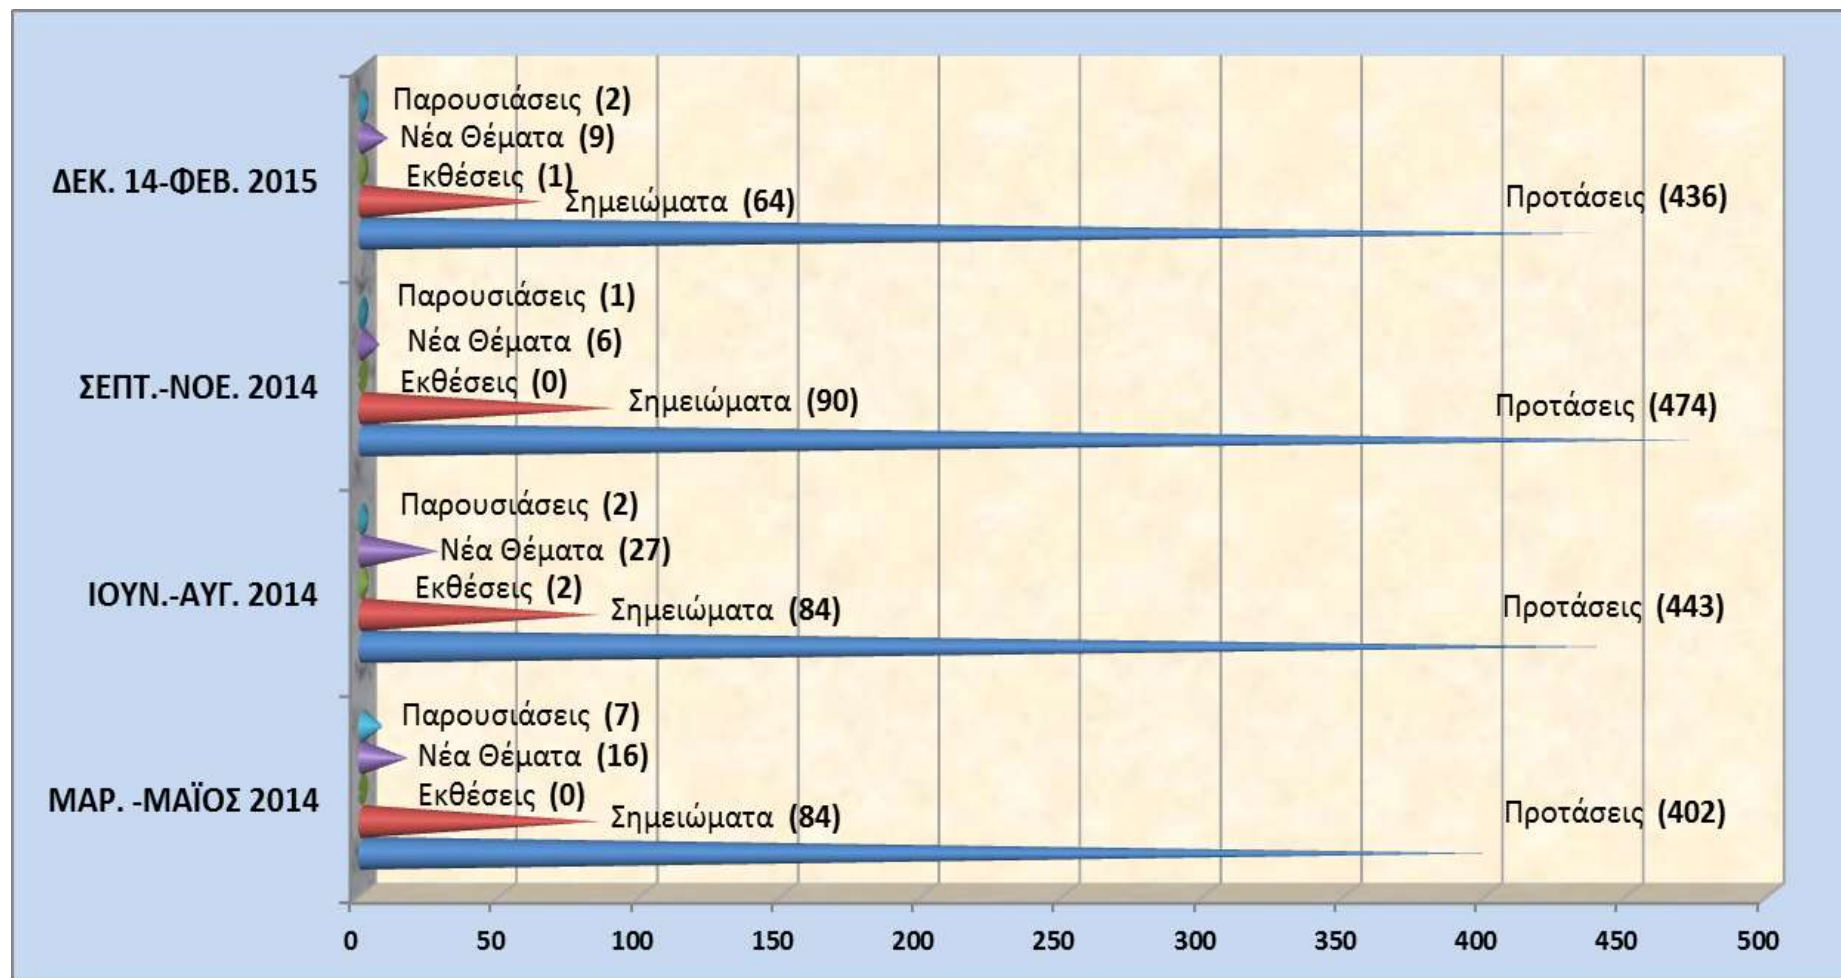 Παρουσιάσεις (2)
Νέα Θέματα (9)
ΔΕΚ. 14-ΦΕΒ. 2015
Εκθέσεις (1)
Σημειώματα (64)
Προτάσεις (436)
Παρουσιάσεις (1)
Νέα Θέματα (6)
ΣΕΠΤ.-ΝΟΕ. 2014
Εκθέσεις (0)
Σημειώματα (90)
Προτάσεις (474)
Παρουσιάσεις (2)
Νέα Θέματα (27)
ΙΟΥΝ.-ΑΥΓ. 2014
Εκθέσεις (2)
Σημειώματα (84)
Προτάσεις (443)
Παρουσιάσεις (7)
Νέα Θέματα (16)
ΜΑΡ. -ΜΑΪΟΣ 2014
Εκθέσεις (0)
Σημειώματα (84)
Προτάσεις (402)
0 50 100 150 200 250 300 350 400 450 500